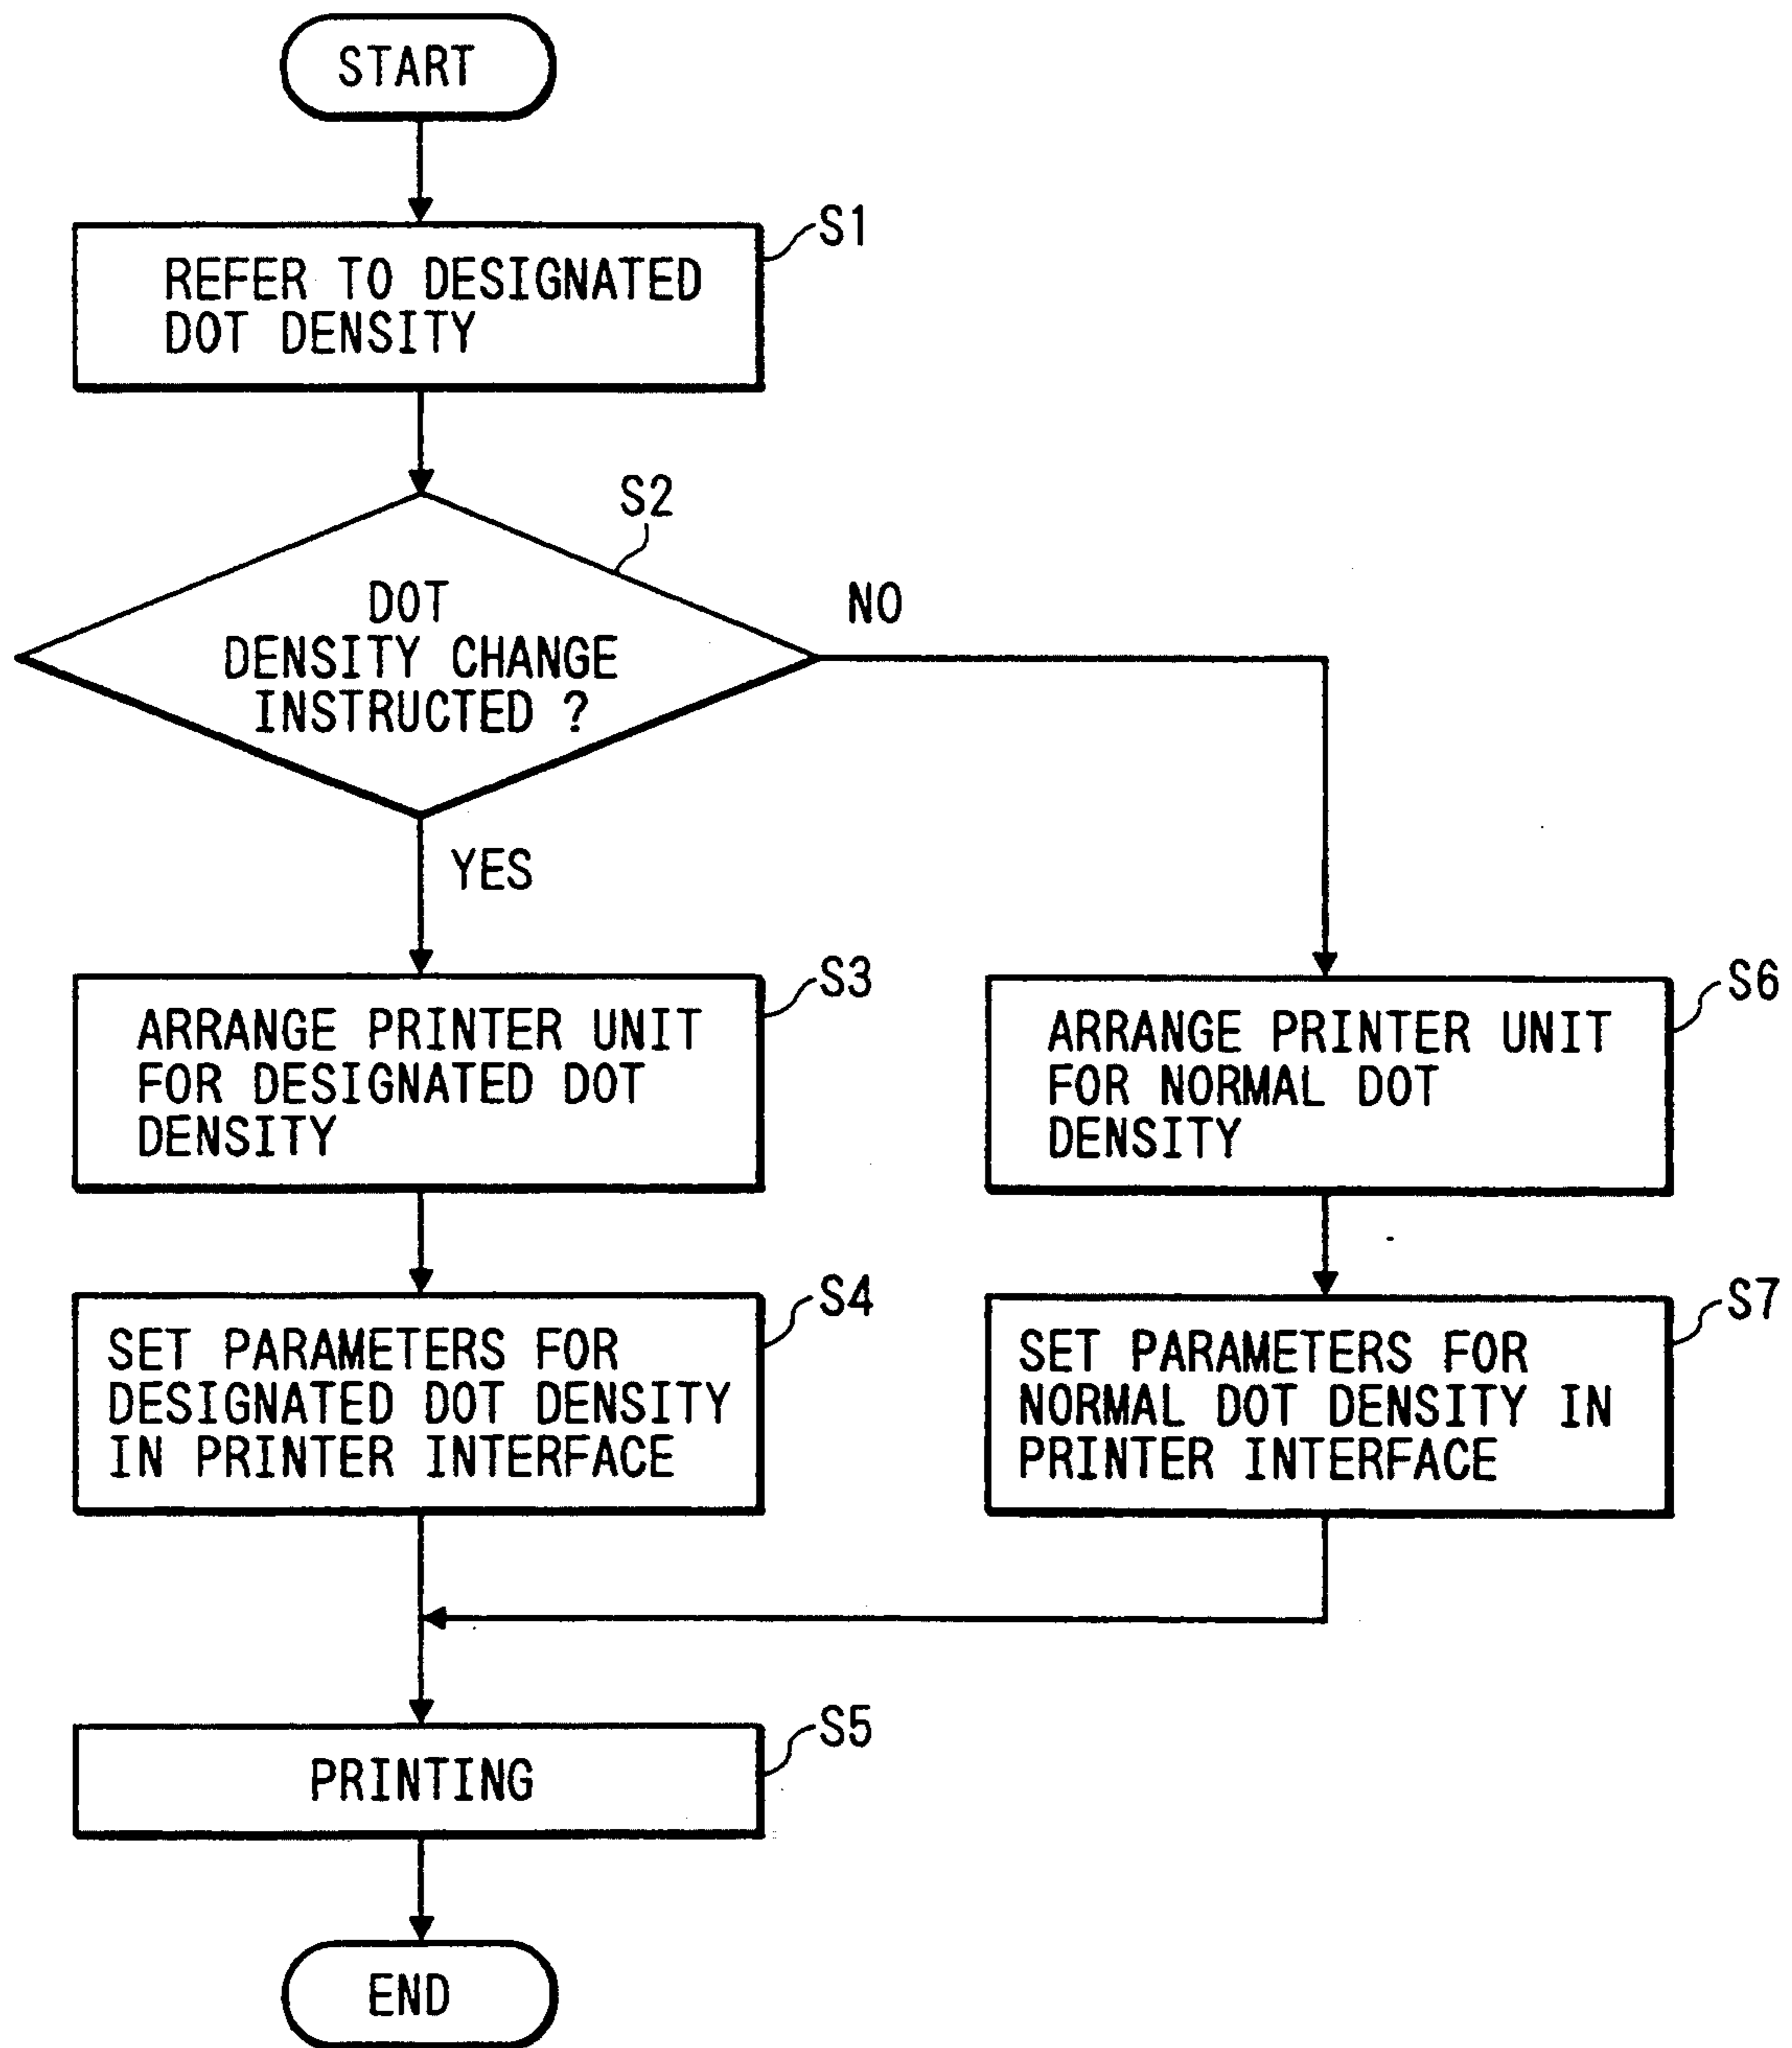 START
S1
REFER TO DESIGNATED
DOT DENSITY
S2
DOT
DENSITY CHANGE
INSTRUCTED ?
NO
YES
S3
ARRANGE PRINTER UNIT
FOR DESIGNATED DOT
DENSITY
S6
ARRANGE PRINTER UNIT
FOR NORMAL DOT
DENSITY
S4
SET PARAMETERS FOR
DESIGNATED DOT DENSITY
IN PRINTER INTERFACE
S7
SET PARAMETERS FOR
NORMAL DOT DENSITY IN
PRINTER INTERFACE
S5
PRINTING
END